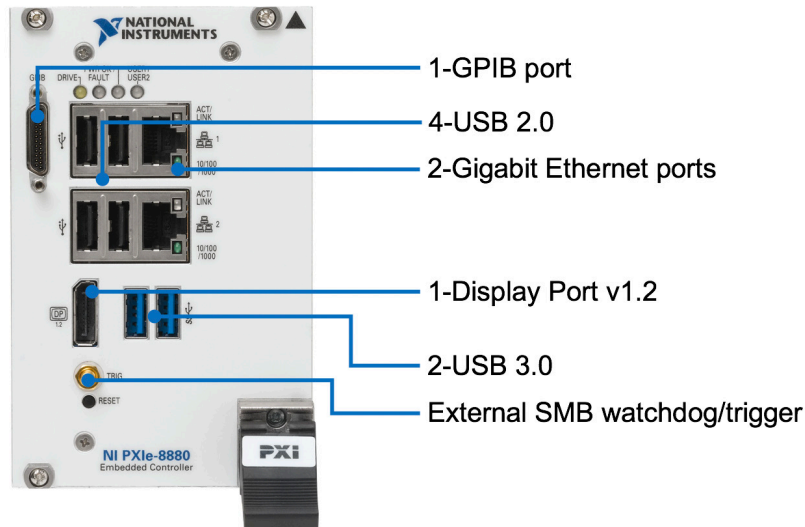 NATIONAL
INSTRUMENTS
GPIB
DRIVE
FAULT
USER2
ACT/
LINK
1
10/100
/1000
ACT/
LINK
2
10/100
/1000
DP
1.2
TRIG
RESET
NI PXIe-8880
Embedded Controller
PXI
1-GPIB port
4-USB 2.0
2-Gigabit Ethernet ports
1-Display Port v1.2
2-USB 3.0
External SMB watchdog/trigger